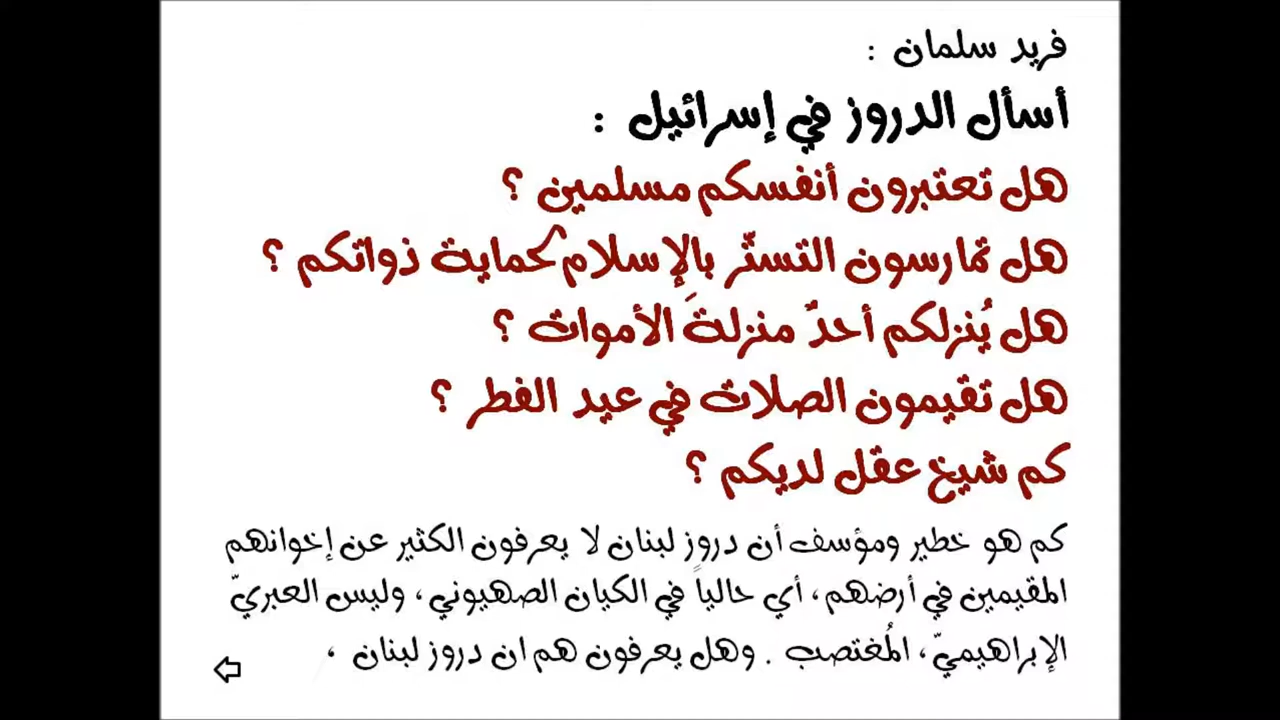 فريد سلمان :
أسأل الدروز في إسرائيل :
هل تعتبرون أنفسكم مسلمين ؟
هل تمارسون التستّر بالإسلام لحماية ذواتكم ؟
هل يُنزلكم أحدٌ منزلةَ الأموات ؟
هل تقيمون الصلاة في عيد الفطر ؟
كم شيخ عقل لديكم ؟
كم هو خطير ومؤسف أن دروز لبنان لا يعرفون الكثير عن إخوانهم
المقيمين في أرضهم، أي حالياً في الكيان الصهيوني، وليس العبريّ
الإبراهيميّ، المُغتصب . وهل يعرفون هم ان دروز لبنان ،